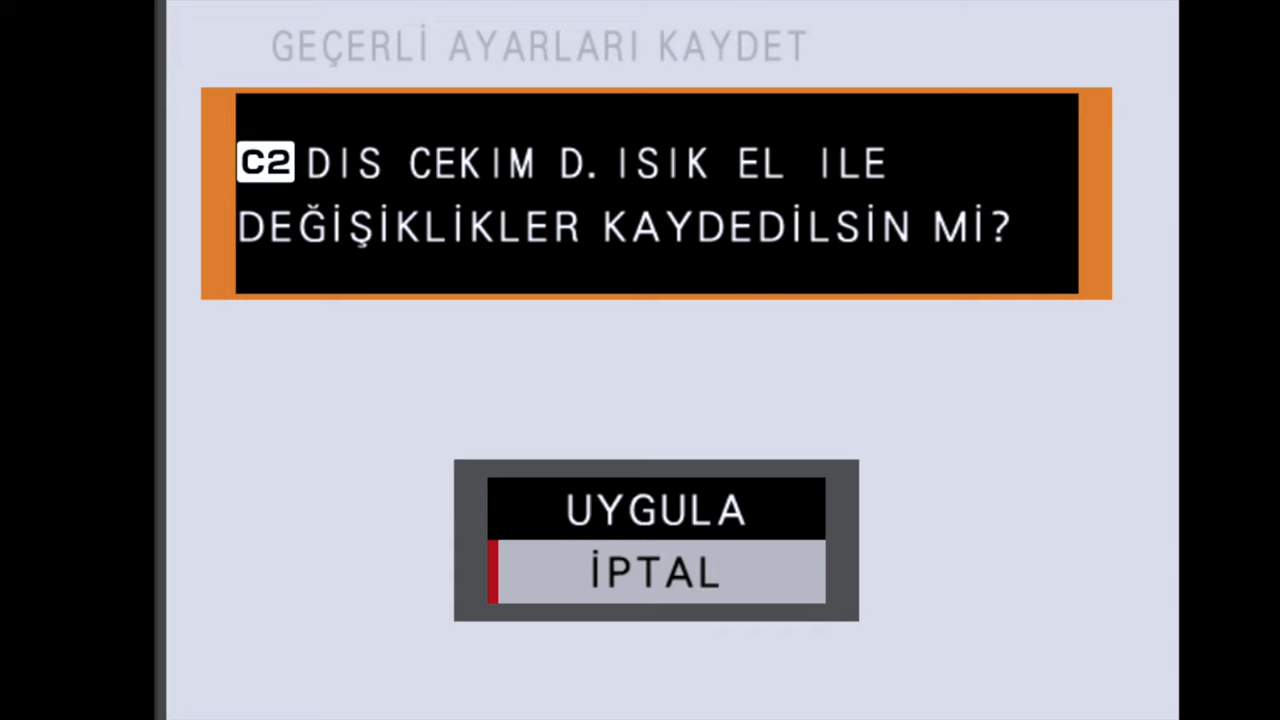 GEÇERLİ AYARLARI KAYDET
C2 DIS CEKIM D. ISIK EL ILE
DEĞİŞİKLİKLER KAYDEDİLSİN Mİ?
UYGULA
İPTAL